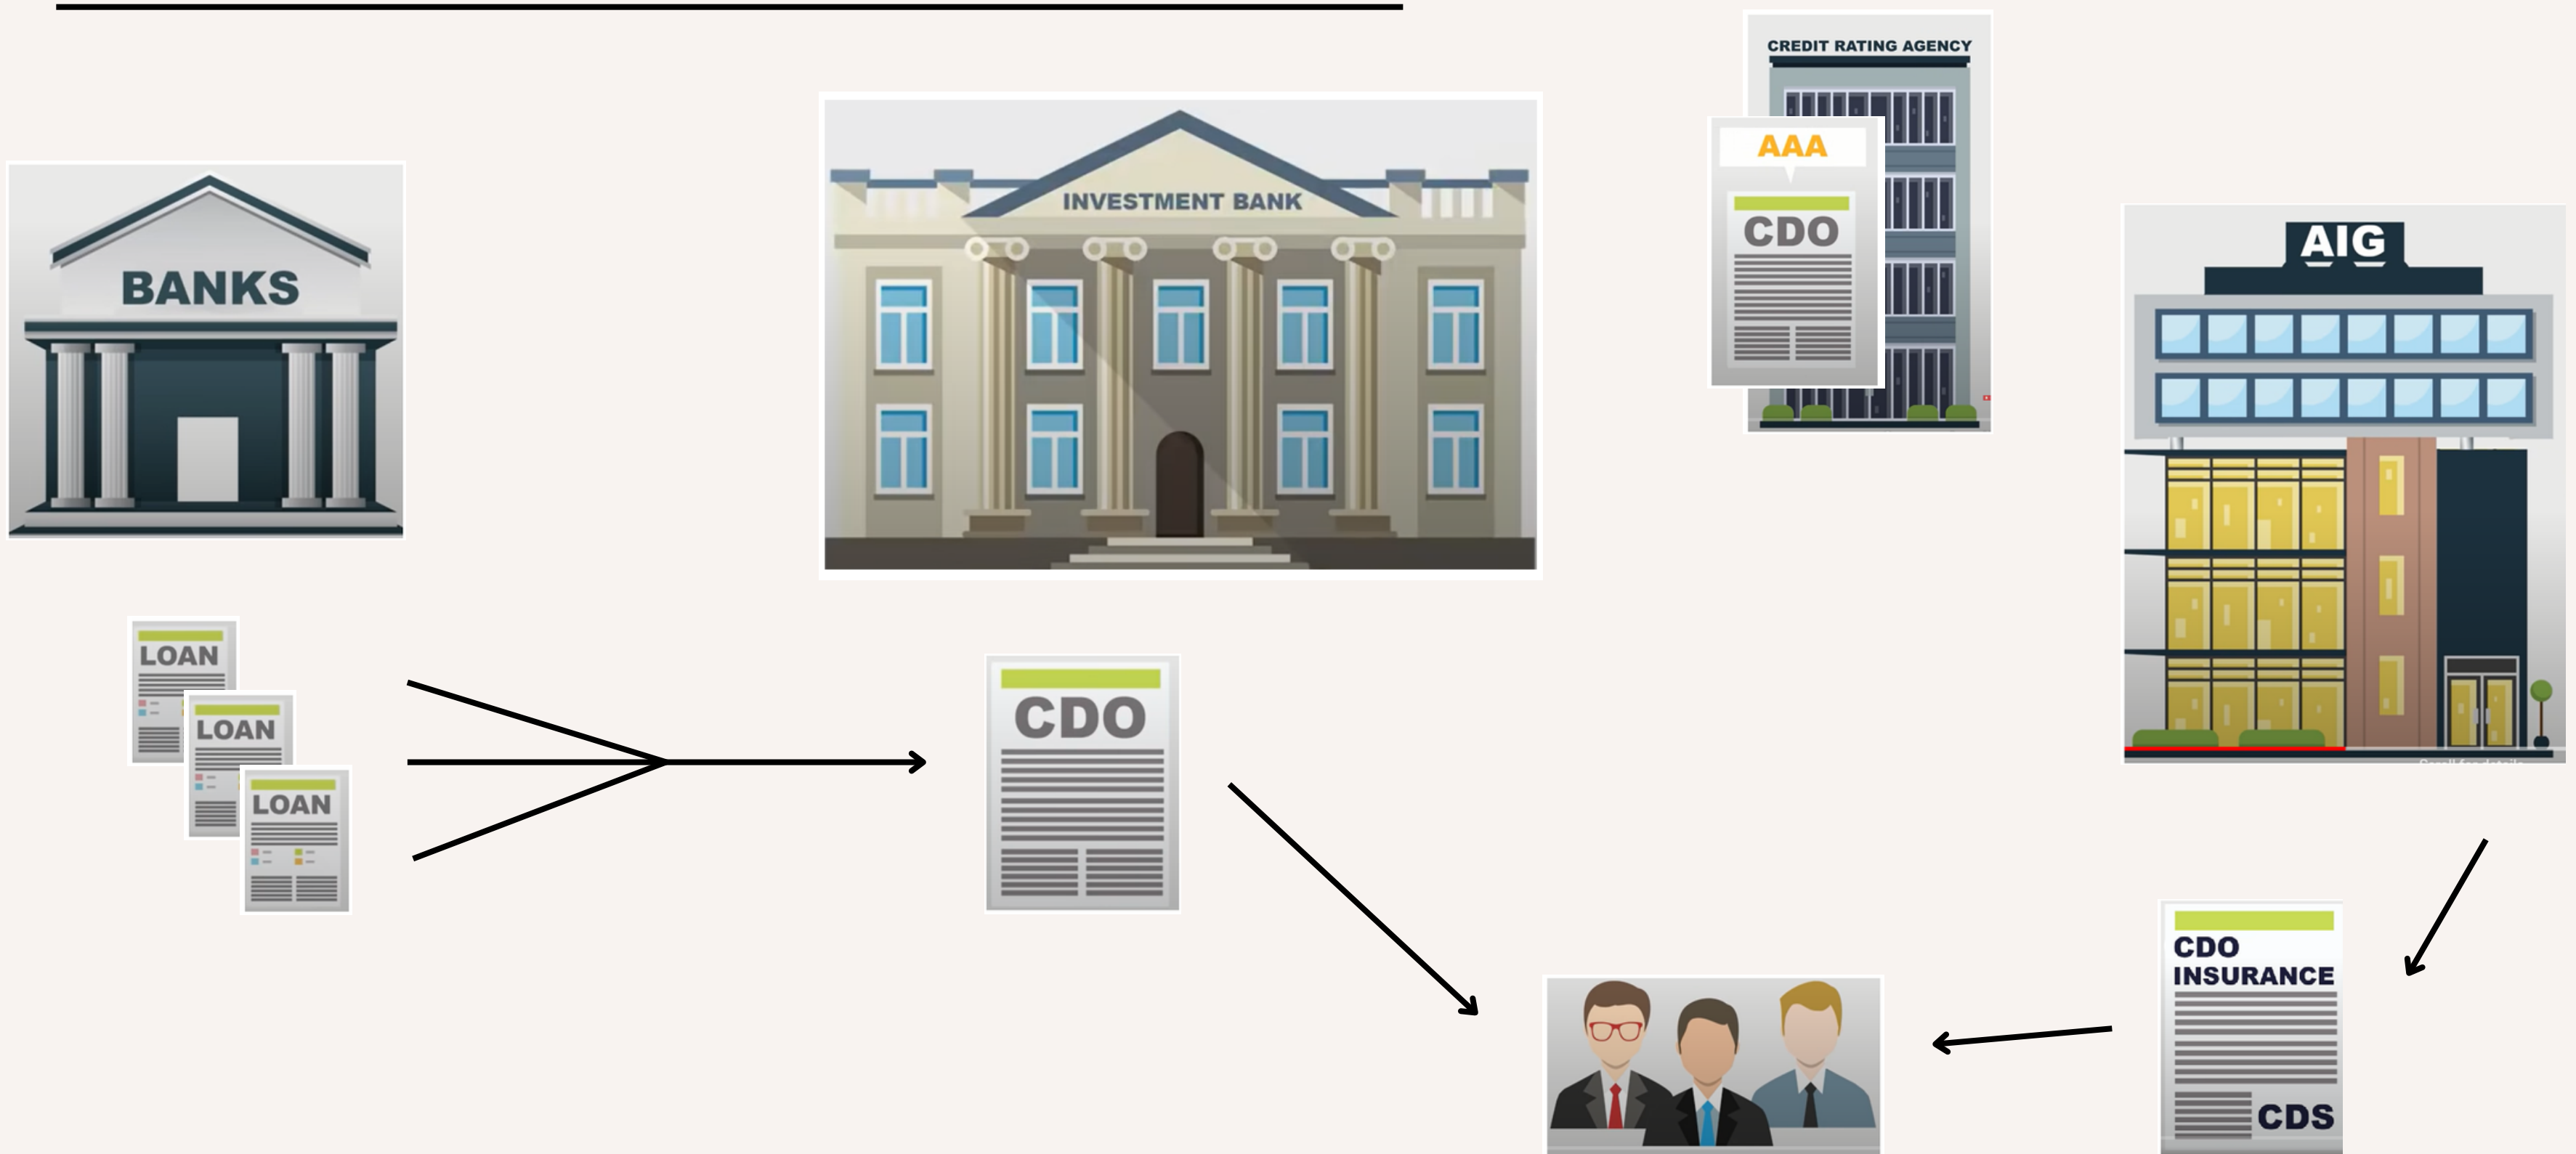 CREDIT RATING AGENCY
AAA
CDO
INVESTMENT BANK
AIG
BANKS
LOAN
LOAN
LOAN
CDO
CDO
INSURANCE
CDS